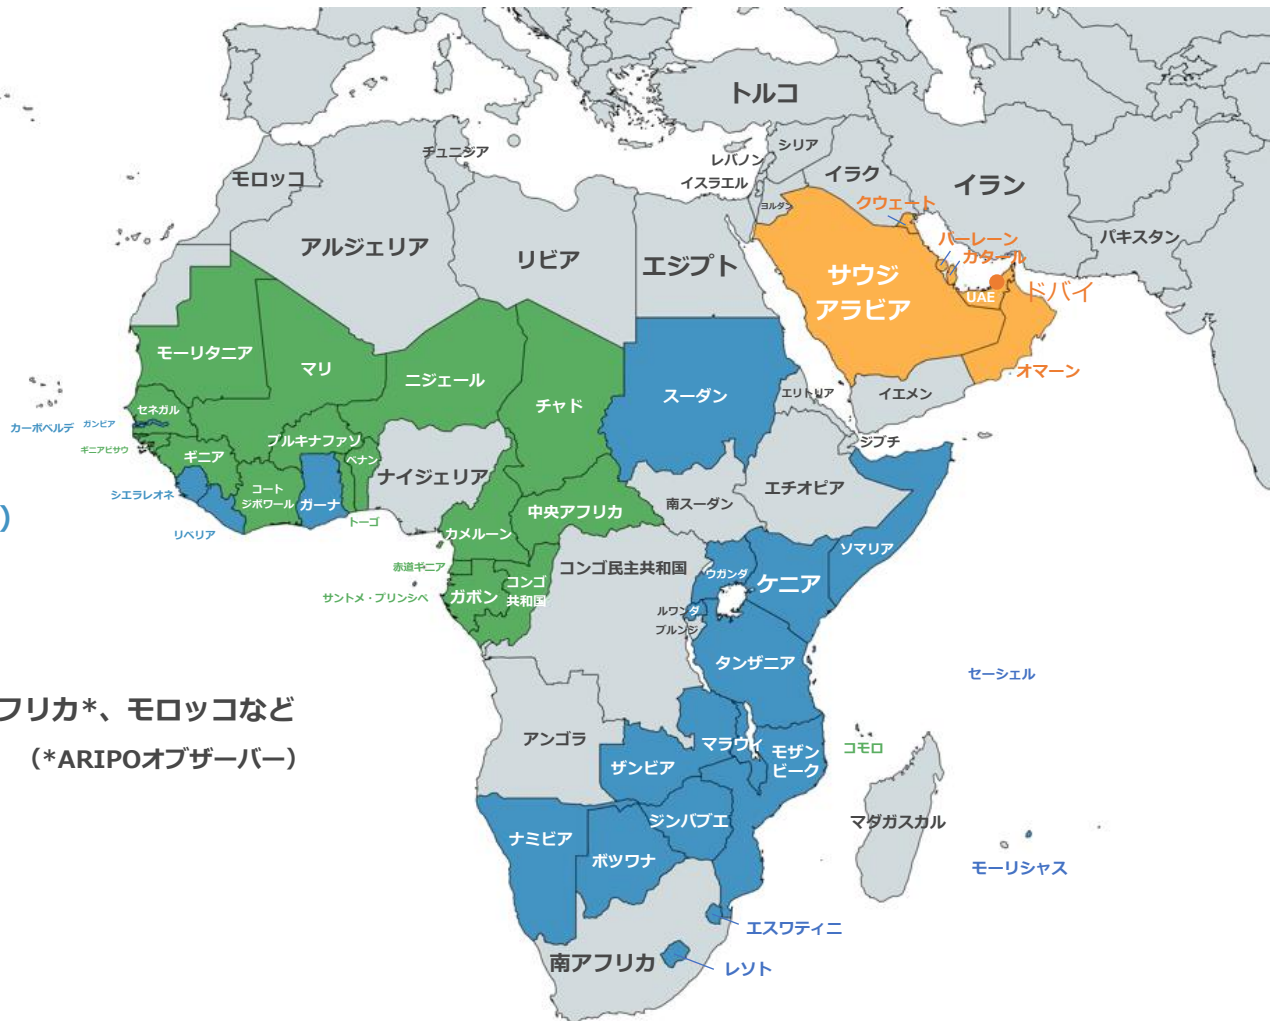 トルコ
チュニジア
シリア
レバノン
モロッコ
イスラエル
イラク
イラン
ヨルダン
クウェート
アルジェリア
リビア
エジプト
バーレーン
カタール
パキスタン
サウジ
アラビア
UAE
ドバイ
モーリタニア
マリ
ニジェール
チャド
スーダン
エリトリア
イエメン
オマーン
セネガル
カーボベルデ
ガンビア
ギニアビサウ
ギニア
ブルキナファソ
ベナン
ナイジェリア
ジブチ
シエラレオネ
コート
ジボワール
ガーナ
中央アフリカ
南スーダン
エチオピア
)
リベリア
トーゴ
カメルーン
ソマリア
赤道ギニア
コンゴ民主共和国
ウガンダ
ケニア
サントメ・プリンシペ
ガボン
コンゴ
共和国
ルワンダ
ブルンジ
タンザニア
セーシェル
フリカ*、モロッコなど
(*ARIPOオブザーバー)
アンゴラ
ザンビア
マラウィ
モザン
ビーク
コモロ
ナミビア
ボツワナ
ジンバブエ
マダガスカル
モーリシャス
エスワティニ
南アフリカ
レソト